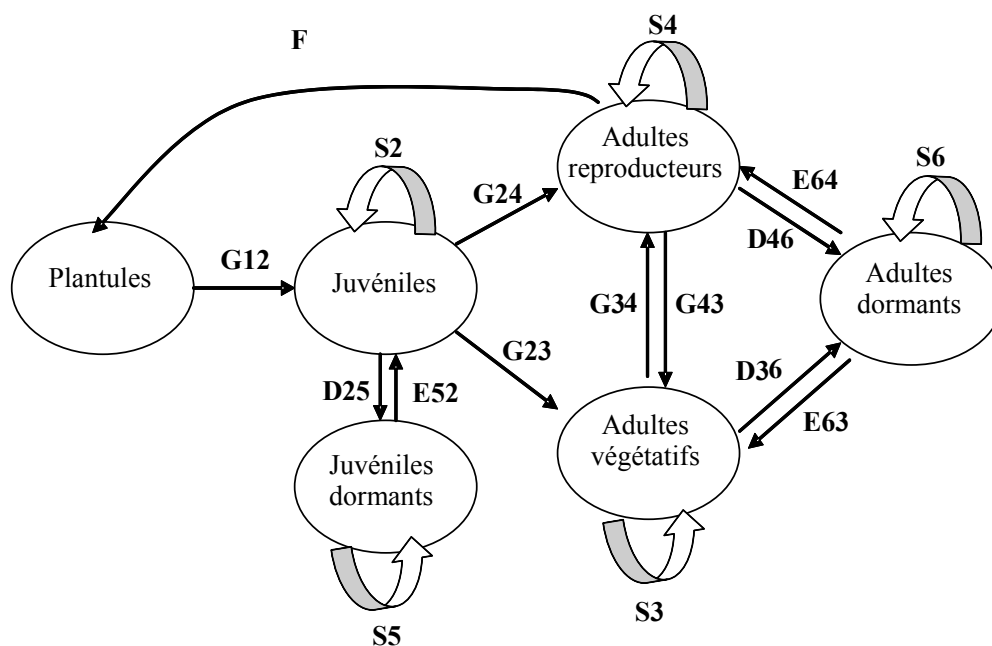 S4
F
Adultes
reproducteurs
S2
S6
E64
G24
D46
G12
Plantules
Juvéniles
Adultes
dormants
G34
G43
G23
D36
D25
E52
E63
Adultes
végétatifs
Juvéniles
dormants
S3
S5